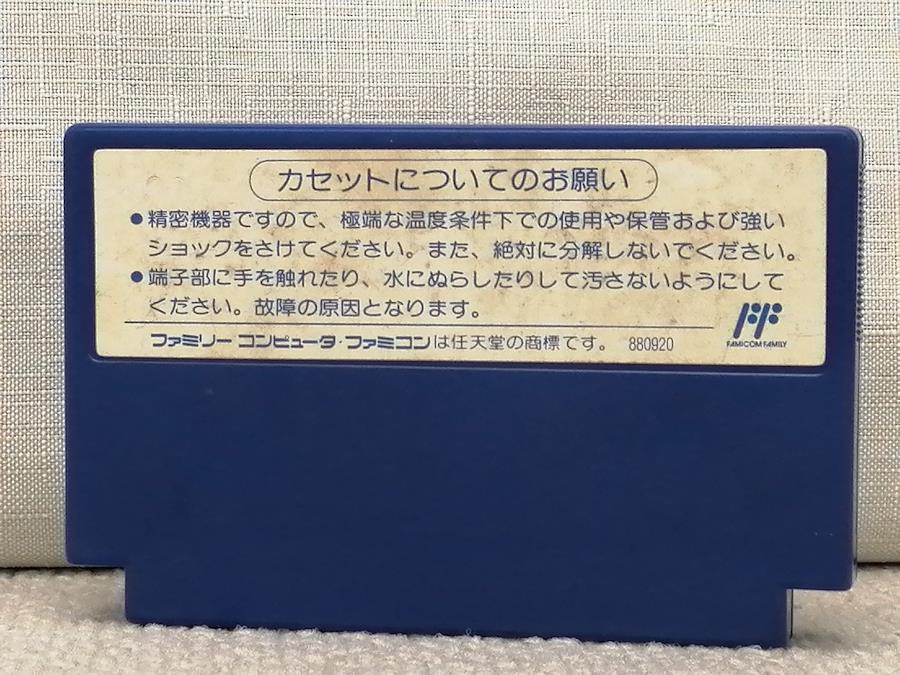 カセットについてのお願い
●精密機器ですので、極端な温度条件下での使用や保管および強い
ショックをさけてください。また、絶対に分解しないでください。
●端子部に手を触れたり、水にぬらしたりして汚さないようにして
ください。故障の原因となります。
FF
FAMICOM FAMILY
ファミリー コンピュータ・ファミコンは任天堂の商標です。 880920